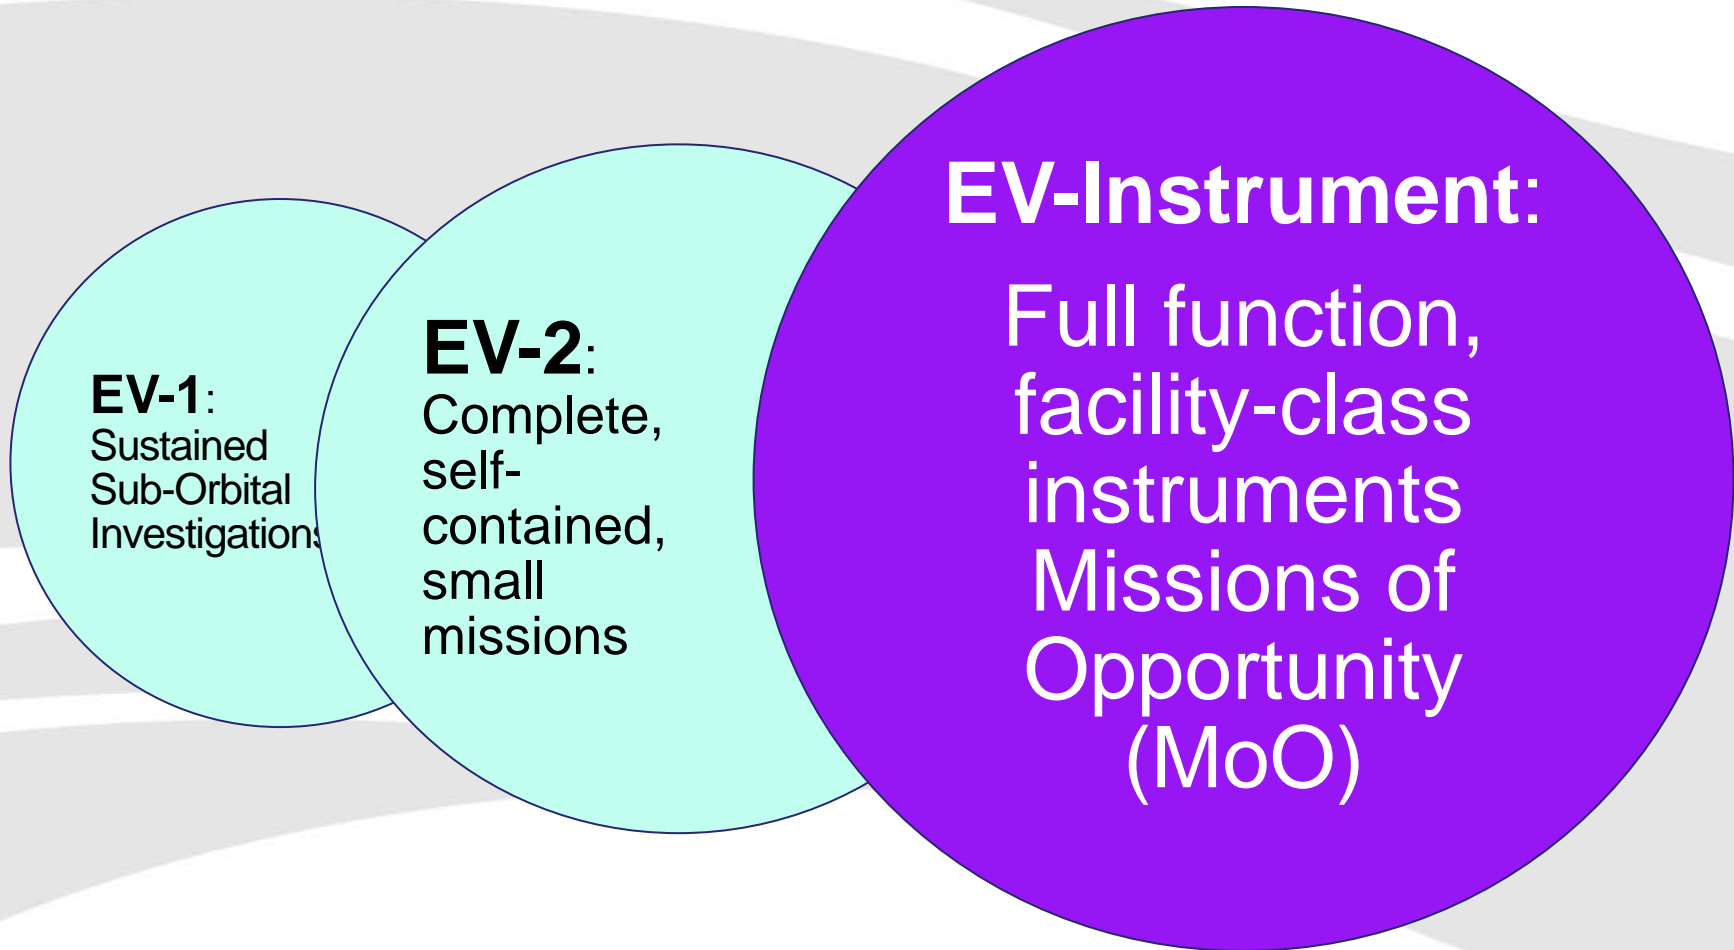 EV-1:
Sustained
Sub-Orbital
Investigations
EV-2:
Complete,
self-
contained,
small
missions
EV-Instrument:
Full function,
facility-class
instruments
Missions of
Opportunity
(MoO)